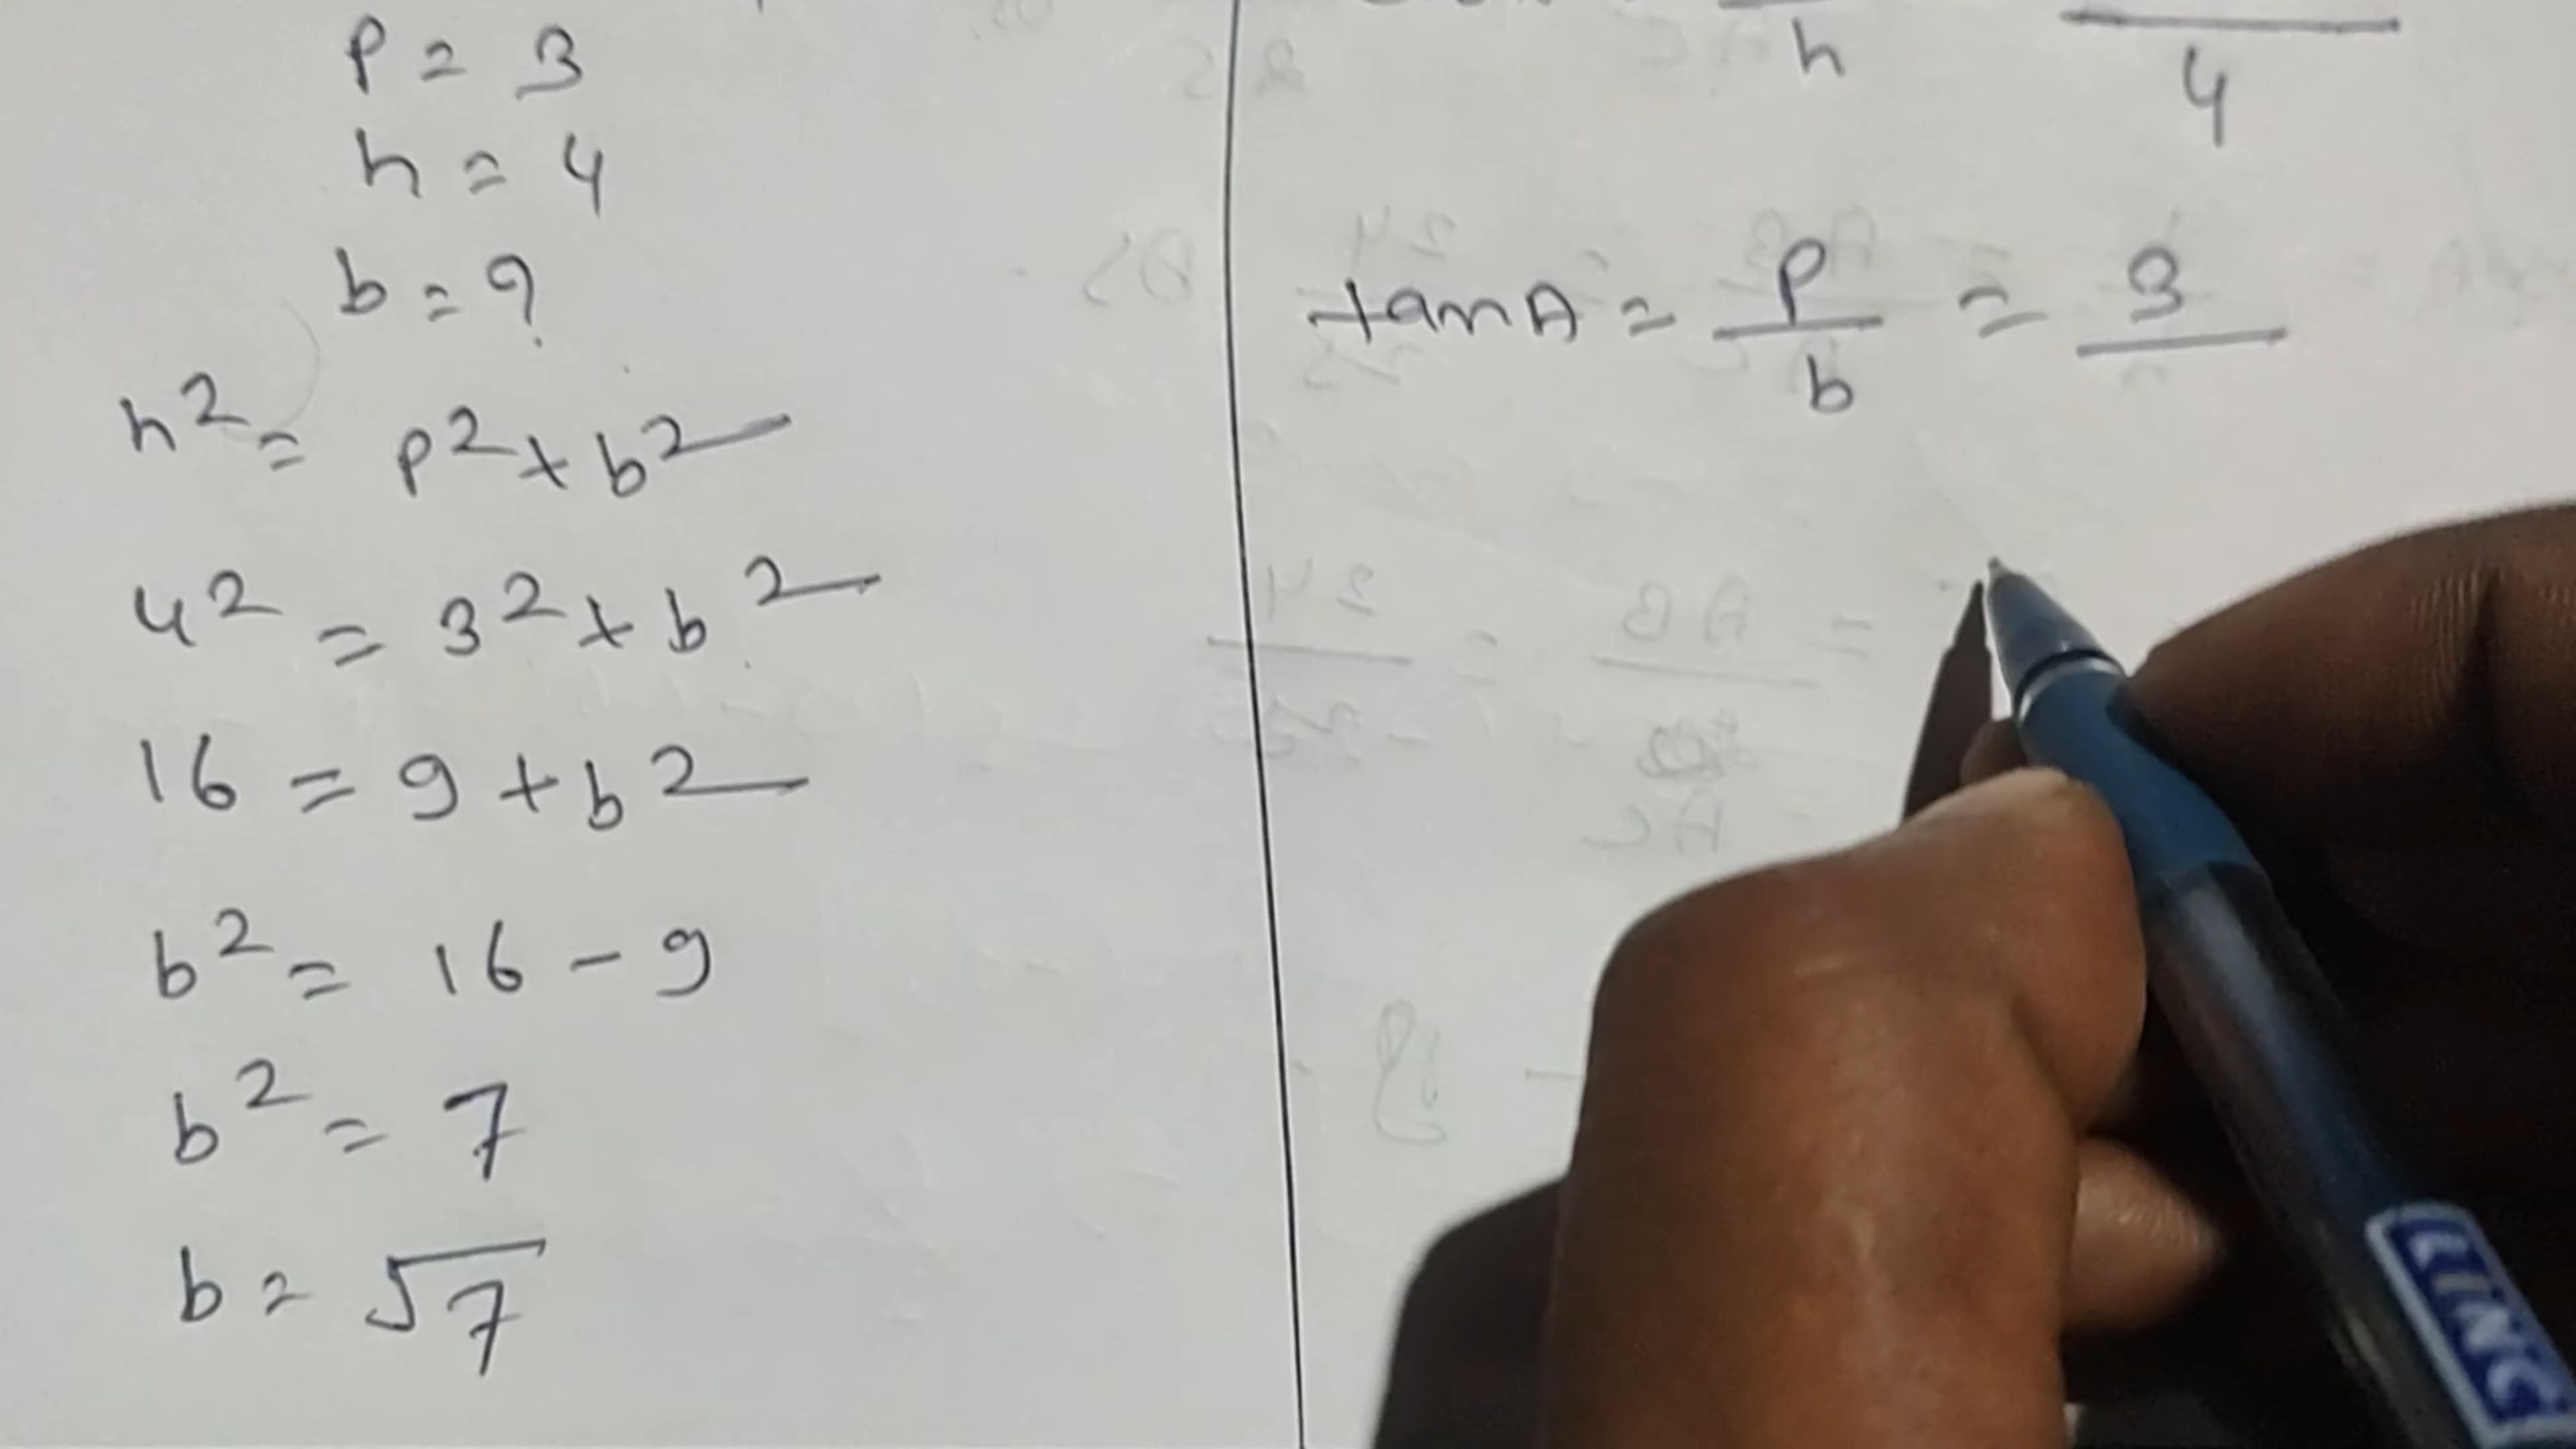 P = 3
h = 4
b = ?
h² = p² + b²
4² = 3² + b²
16 = 9 + b²
b² = 16 - 9
b² = 7
b = √7
h 4
tan A = P/b = 3/
LINC